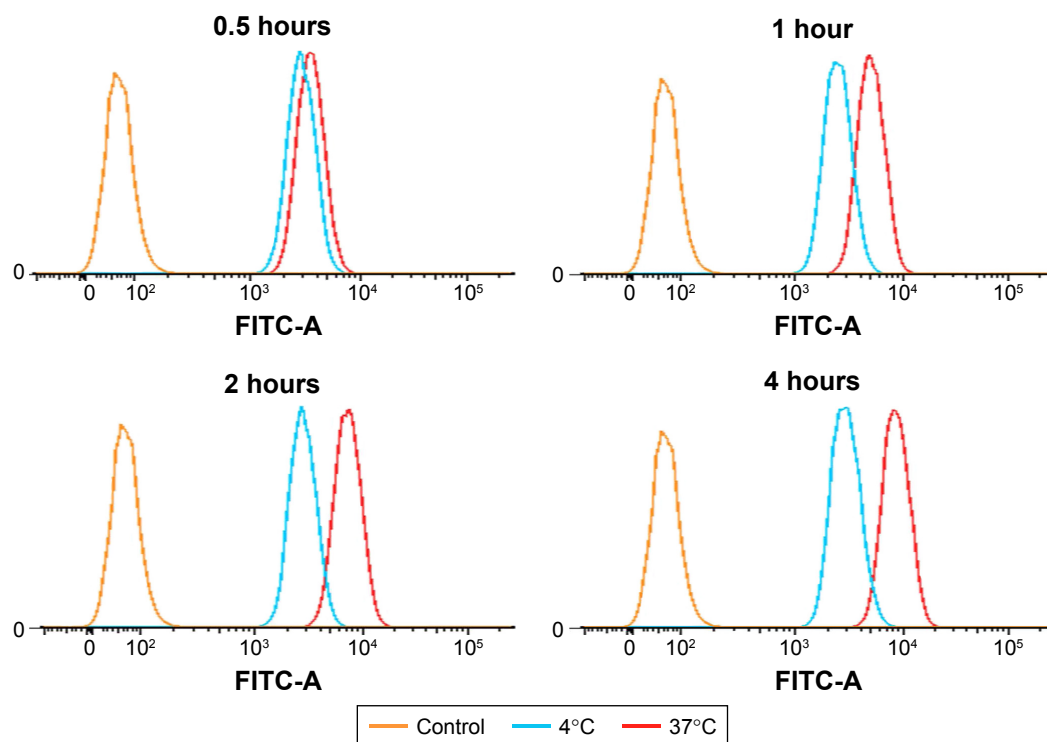 0.5 hours
0
0 10² 10³ 10⁴ 10⁵
FITC-A
1 hour
0
0 10² 10³ 10⁴ 10⁵
FITC-A
2 hours
0
0 10² 10³ 10⁴ 10⁵
FITC-A
4 hours
0
0 10² 10³ 10⁴ 10⁵
FITC-A
Control 4°C 37°C